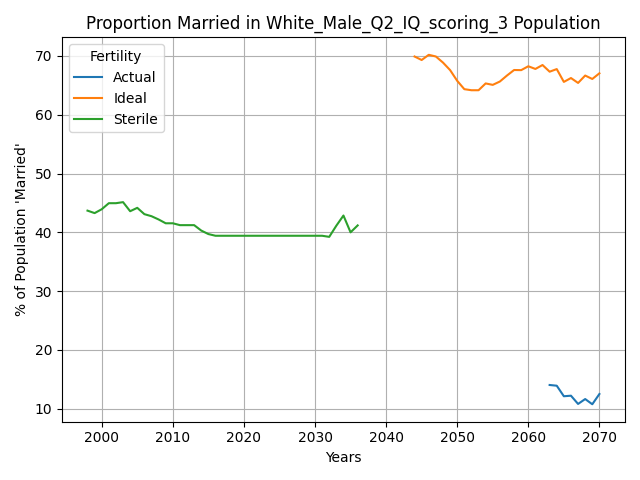 Proportion Married in White_Male_Q2_IQ_scoring_3 Population
% of Population 'Married'
70
60
50
40
30
20
10
Fertility
Actual
Ideal
Sterile
2000 2010 2020 2030 2040 2050 2060 2070
Years